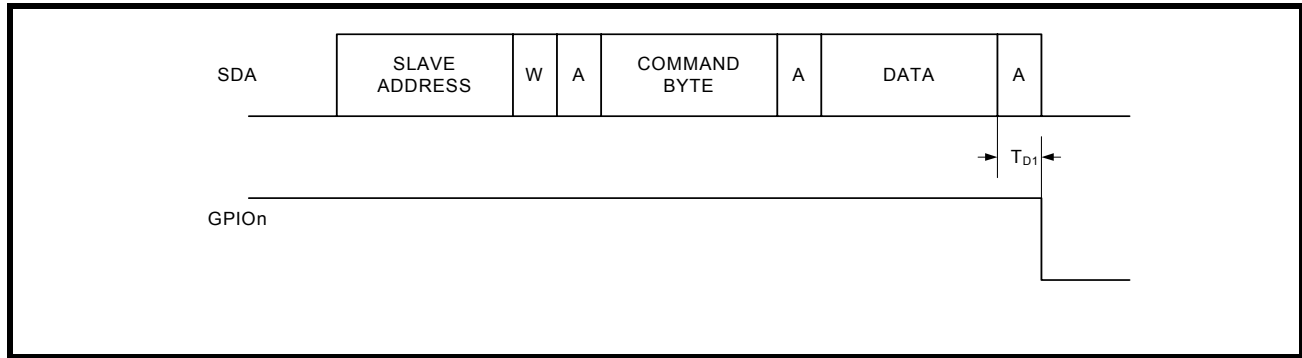 SDA
SLAVE
ADDRESS
W
A
COMMAND
BYTE
A
DATA
A
TD1
GPIOn